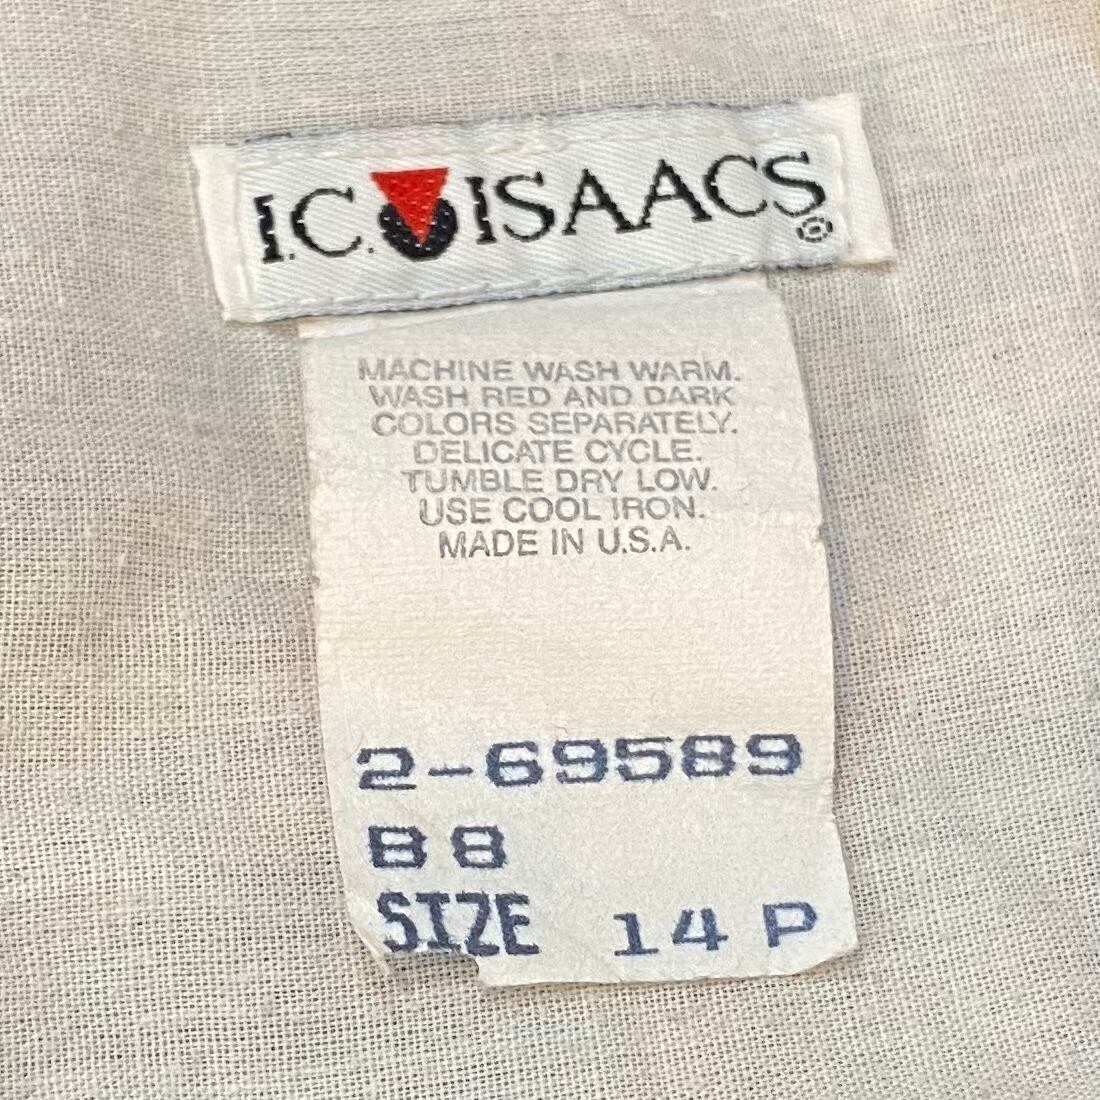 I.C. ISAACS®
MACHINE WASH WARM.
WASH RED AND DARK
COLORS SEPARATELY.
DELICATE CYCLE.
TUMBLE DRY LOW.
USE COOL IRON.
MADE IN U.S.A.
2-69589
B8
SIZE 14 P